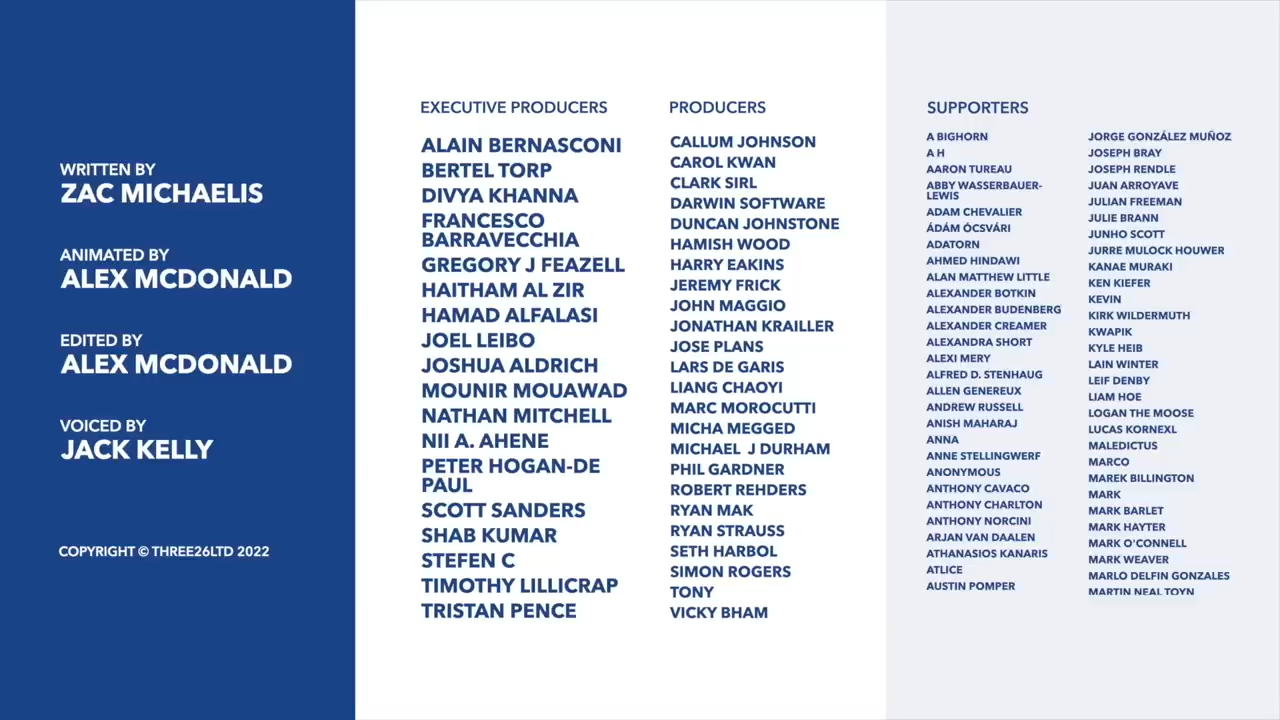 WRITTEN BY
ZAC MICHAELIS
ANIMATED BY
ALEX MCDONALD
EDITED BY
ALEX MCDONALD
VOICED BY
JACK KELLY
COPYRIGHT © THREE26LTD 2022
EXECUTIVE PRODUCERS
ALAIN BERNASCONI
BERTEL TORP
DIVYA KHANNA
FRANCESCO
BARRAVECCHIA
GREGORY J FEAZELL
HAITHAM AL ZIR
HAMAD ALFALASI
JOEL LEIBO
JOSHUA ALDRICH
MOUNIR MOUAWAD
NATHAN MITCHELL
NII A. AHENE
PETER HOGAN-DE
PAUL
SCOTT SANDERS
SHAB KUMAR
STEFEN C
TIMOTHY LILLICRAP
TRISTAN PENCE
PRODUCERS
CALLUM JOHNSON
CAROL KWAN
CLARK SIRL
DARWIN SOFTWARE
DUNCAN JOHNSTONE
HAMISH WOOD
HARRY EAKINS
JEREMY FRICK
JOHN MAGGIO
JONATHAN KRAILLER
JOSE PLANS
LARS DE GARIS
LIANG CHAOYI
MARC MOROCUTTI
MICHA MEGGED
MICHAEL J DURHAM
PHIL GARDNER
ROBERT REHDERS
RYAN MAK
RYAN STRAUSS
SETH HARBOL
SIMON ROGERS
TONY
VICKY BHAM
SUPPORTERS
A BIGHORN
A H
AARON TUREAU
ABBY WASSERBAUER-
LEWIS
ADAM CHEVALIER
ÁDÁM ÓCSVÁRI
ADATORN
AHMED HINDAWI
ALAN MATTHEW LITTLE
ALEXANDER BOTKIN
ALEXANDER BUDENBERG
ALEXANDER CREAMER
ALEXANDRA SHORT
ALEXI MERY
ALFRED D. STENHAUG
ALLEN GENEREUX
ANDREW RUSSELL
ANISH MAHARAJ
ANNA
ANNE STELLINGWERF
ANONYMOUS
ANTHONY CAVACO
ANTHONY CHARLTON
ANTHONY NORCINI
ARJAN VAN DAALEN
ATHANASIOS KANARIS
ATLICE
AUSTIN POMPER
JORGE GONZÁLEZ MUÑOZ
JOSEPH BRAY
JOSEPH RENDLE
JUAN ARROYAVE
JULIAN FREEMAN
JULIE BRANN
JUNHO SCOTT
JURRE MULOCK HOUWER
KANAE MURAKI
KEN KIEFER
KEVIN
KIRK WILDERMUTH
KWAPIK
KYLE HEIB
LAIN WINTER
LEIF DENBY
LIAM HOE
LOGAN THE MOOSE
LUCAS KORNEXL
MALEDICTUS
MARCO
MAREK BILLINGTON
MARK
MARK BARLET
MARK HAYTER
MARK O'CONNELL
MARK WEAVER
MARLO DELFIN GONZALES
MARTIN NEAL TOYN